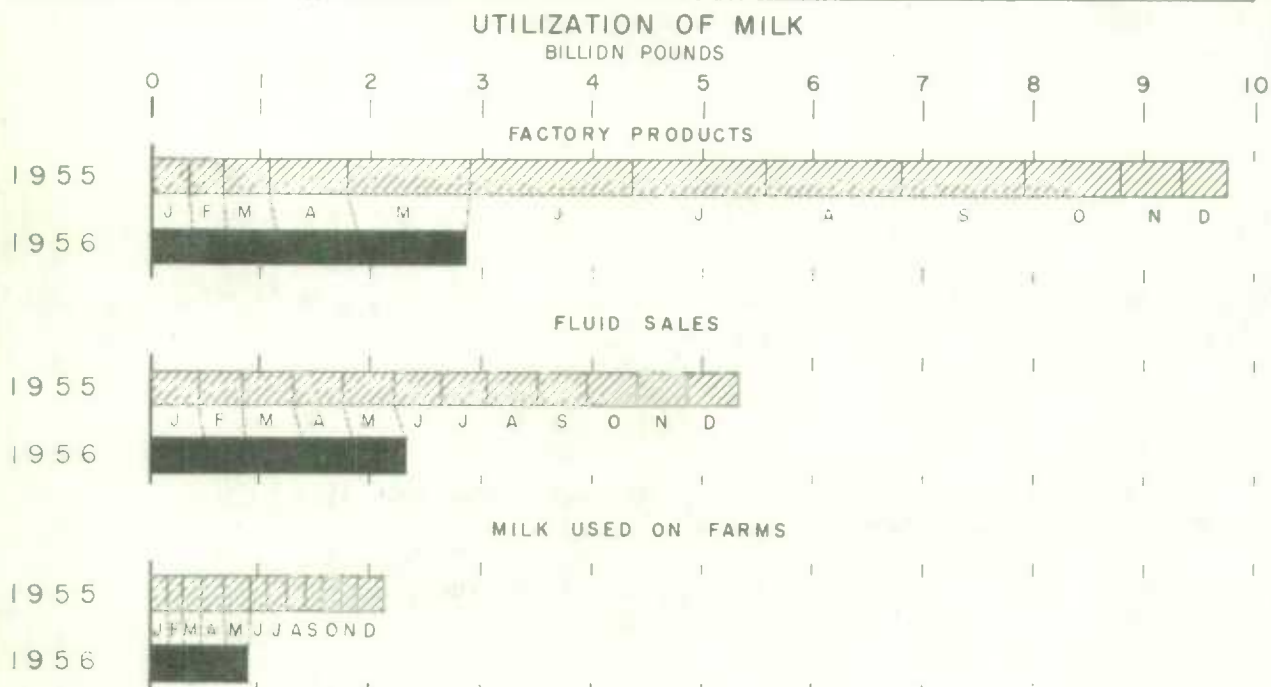 UTILIZATION OF MILK
BILLION POUNDS
0 1 2 3 4 5 6 7 8 9 10
FACTORY PRODUCTS
1955
J F M A M J J A S O N D
1956
FLUID SALES
1955
J F M A M J J A S O N D
1956
MILK USED ON FARMS
1955
J F M A M J J A S O N D
1956